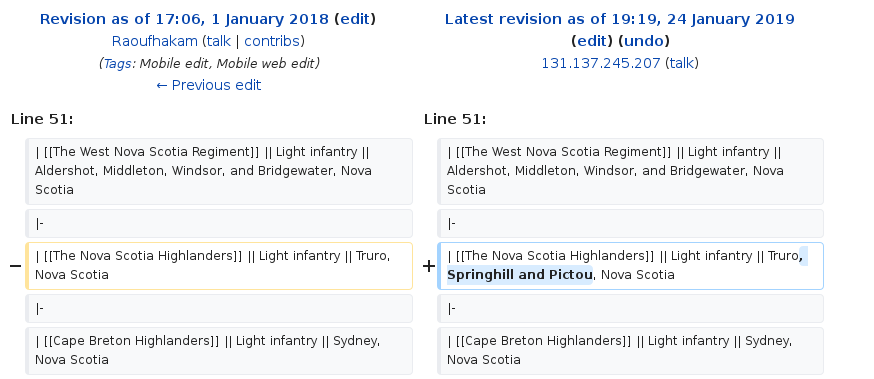 Revision as of 17:06, 1 January 2018 (edit)
Raoufhakam (talk | contribs)
(Tags: Mobile edit, Mobile web edit)
← Previous edit
Latest revision as of 19:19, 24 January 2019
(edit) (undo)
131.137.245.207 (talk)
Line 51:
Line 51:
| [[The West Nova Scotia Regiment]] || Light infantry ||
Aldershot, Middleton, Windsor, and Bridgewater, Nova
Scotia
| [[The West Nova Scotia Regiment]] || Light infantry ||
Aldershot, Middleton, Windsor, and Bridgewater, Nova
Scotia
|-
|-
− | [[The Nova Scotia Highlanders]] || Light infantry || Truro,
Nova Scotia
+ | [[The Nova Scotia Highlanders]] || Light infantry || Truro,
Springhill and Pictou, Nova Scotia
|-
|-
| [[Cape Breton Highlanders]] || Light infantry || Sydney,
Nova Scotia
| [[Cape Breton Highlanders]] || Light infantry || Sydney,
Nova Scotia